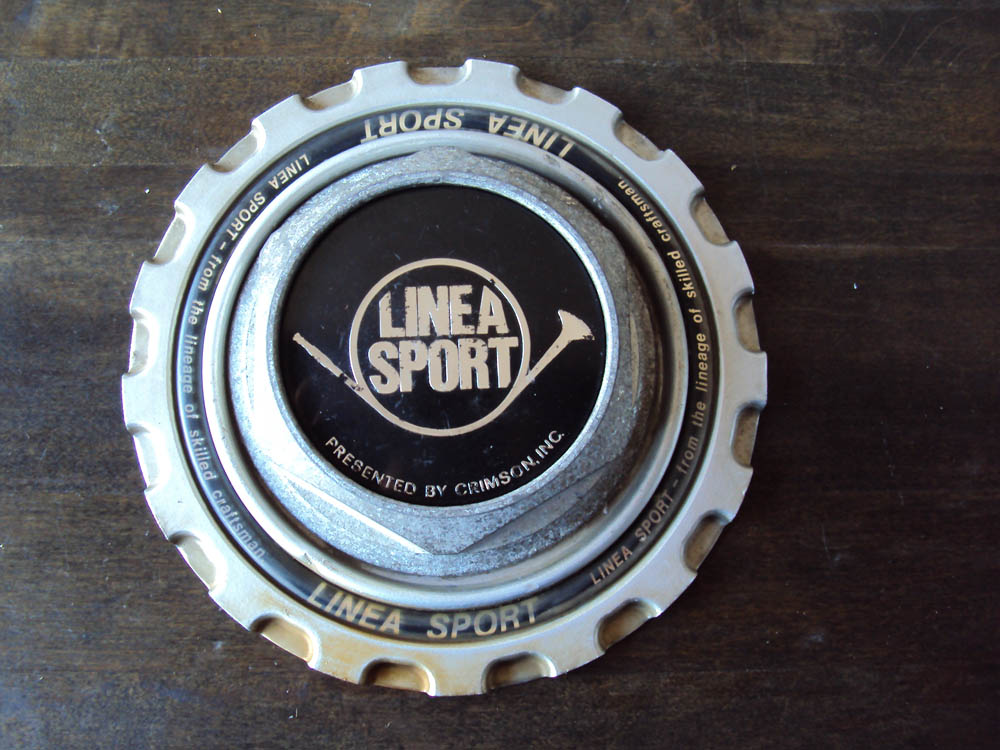 LINEA SPORT
LINEA SPORT - from the lineage of skilled craftsman.
LINEA
SPORT
PRESENTED BY CRIMSON, INC.
LINEA SPORT
LINEA SPORT - from the lineage of skilled craftsman.